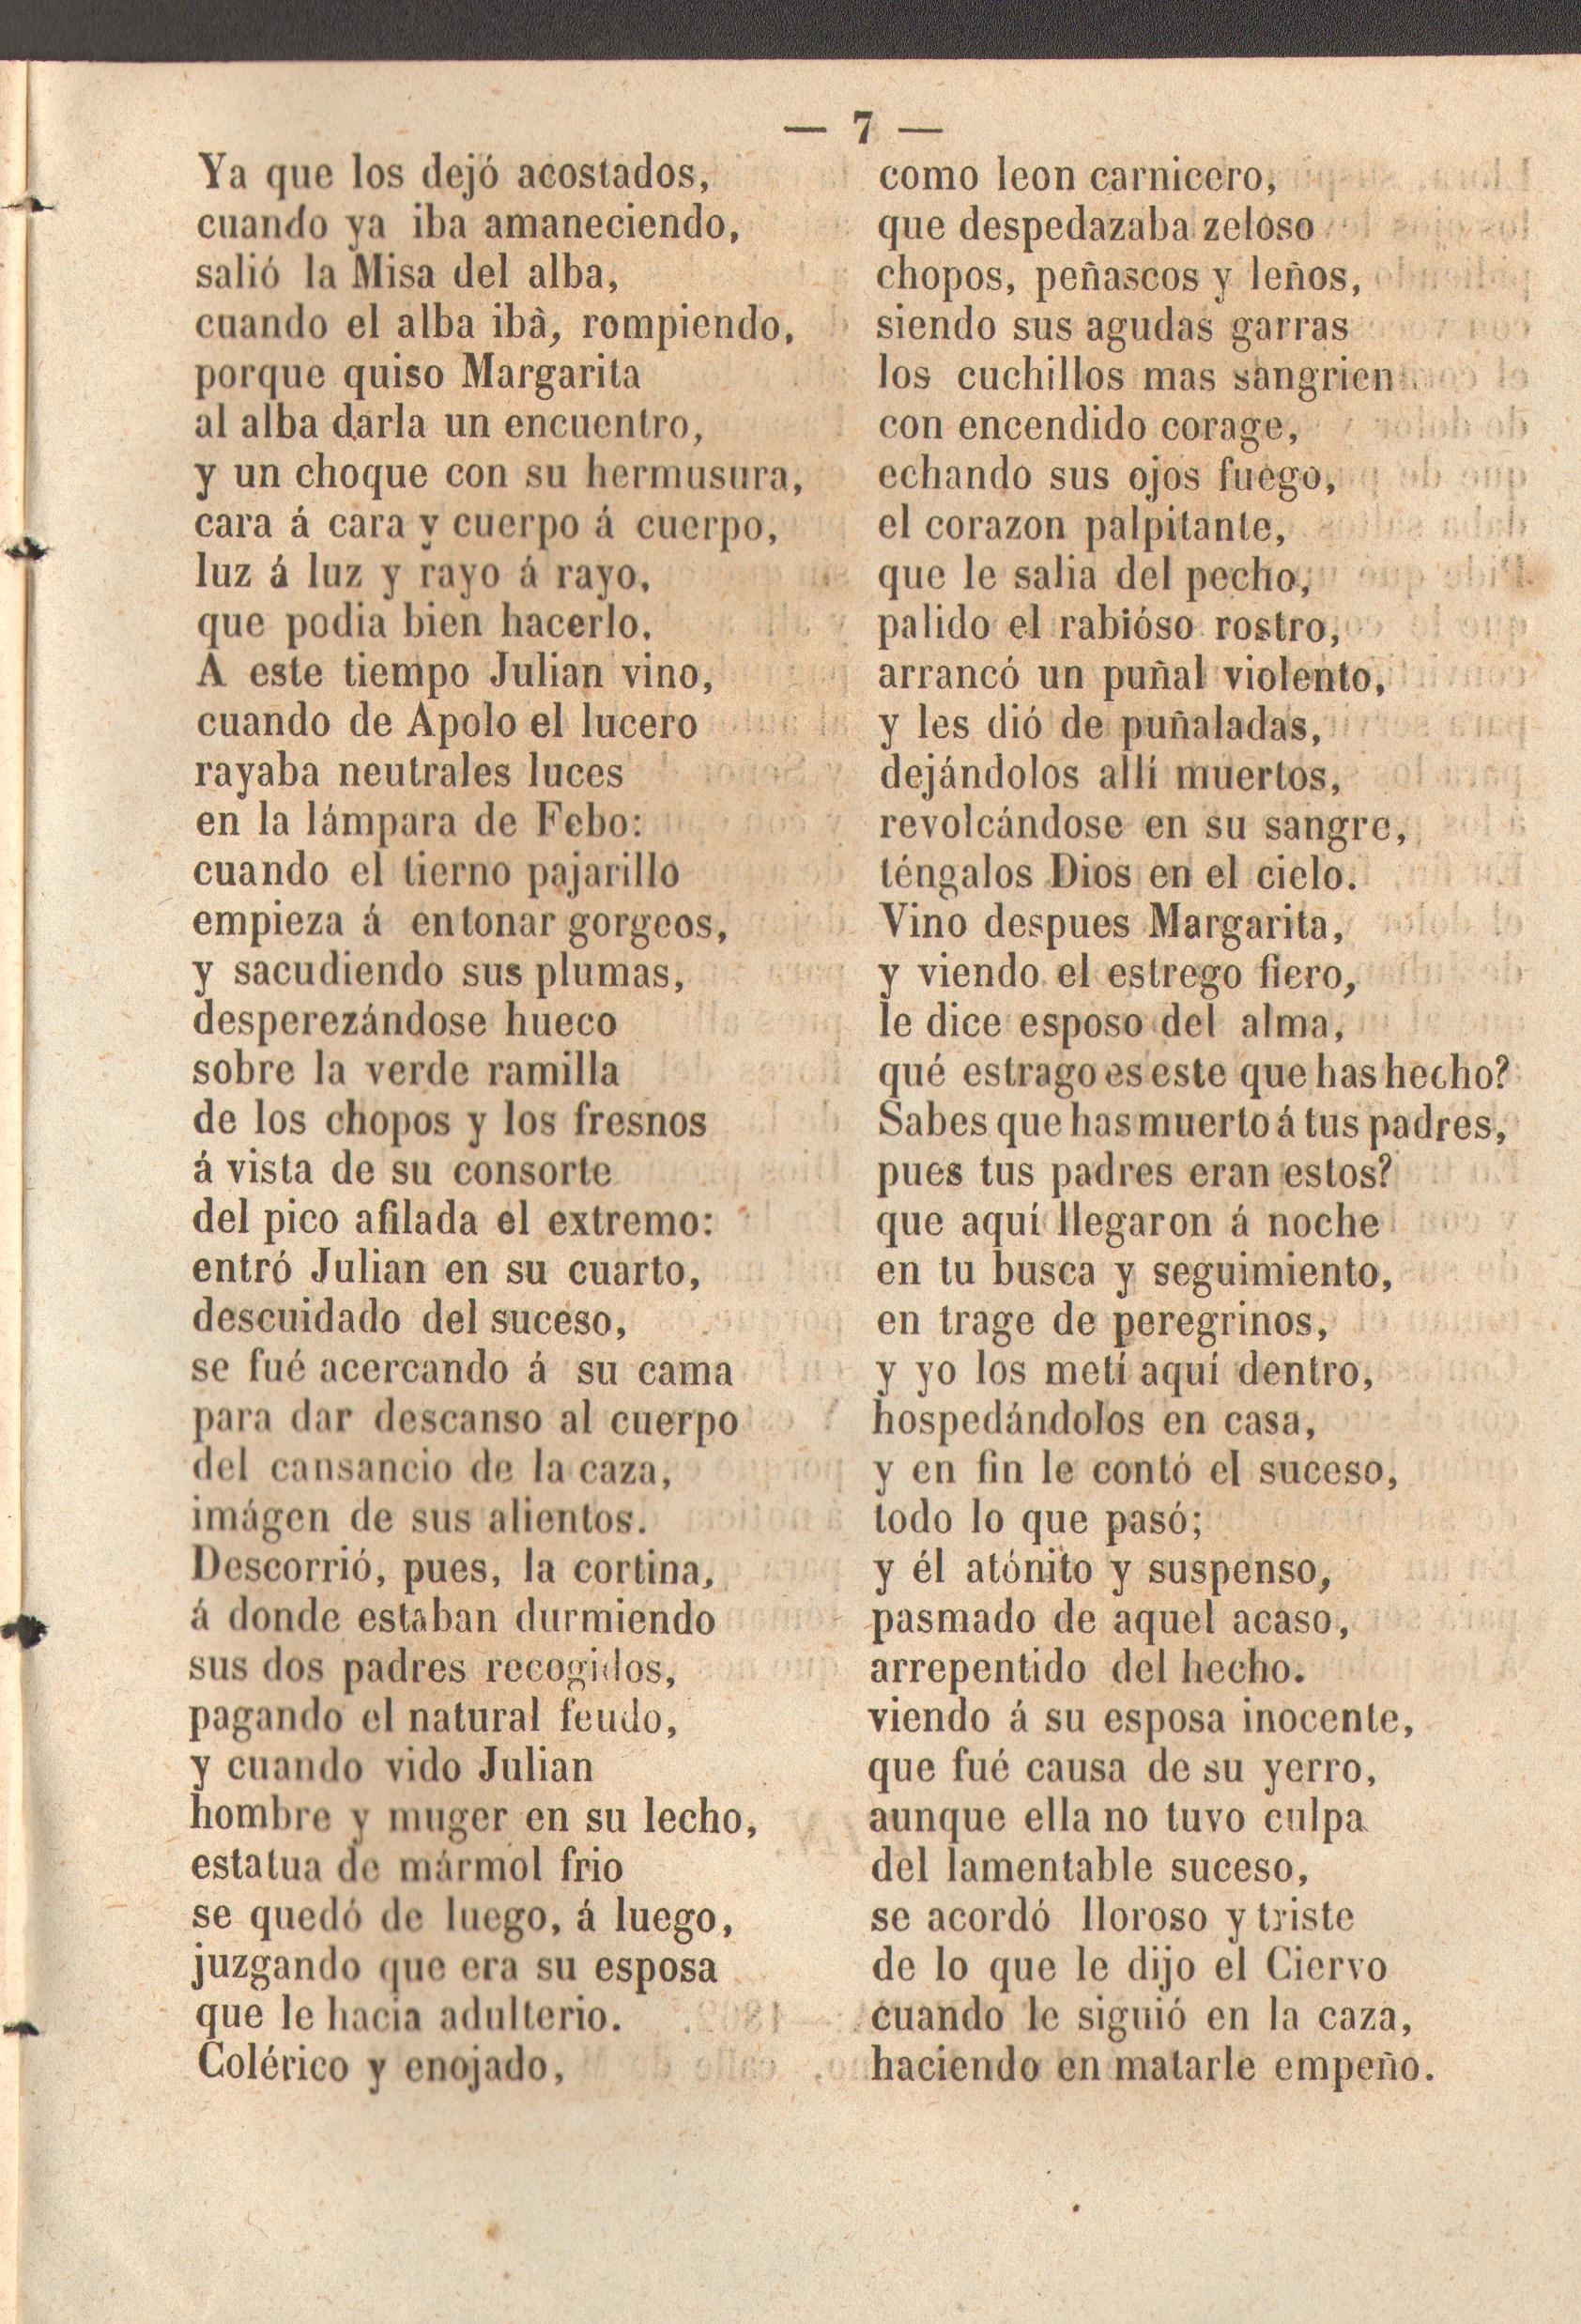 — 7 —
Ya que los dejó acostados,
cuando ya iba amaneciendo,
salió la Misa del alba,
cuando el alba ibà, rompiendo,
porque quiso Margarita
al alba darla un encuentro,
y un choque con su hermusura,
cara á cara y cuerpo á cuerpo,
luz á luz y rayo á rayo,
que podia bien hacerlo.
A este tiempo Julian vino,
cuando de Apolo el lucero
rayaba neutrales luces
en la lámpara de Febo:
cuando el tierno pajarillo
empieza á entonar gorgeos,
y sacudiendo sus plumas,
desperezándose hueco
sobre la verde ramilla
de los chopos y los fresnos
á vista de su consorte
del pico afilada el extremo:
entró Julian en su cuarto,
descuidado del suceso,
se fué acercando á su cama
para dar descanso al cuerpo
del cansancio de la caza,
imágen de sus alientos.
Descorrió, pues, la cortina,
á donde estaban durmiendo
sus dos padres recogidos,
pagando el natural feudo,
y cuando vido Julian
hombre y muger en su lecho,
estatua de mármol frio
se quedó de luego, á luego,
juzgando que era su esposa
que le hacia adulterio.
Colérico y enojado,
como leon carnicero,
que despedazaba zeloso
chopos, peñascos y leños,
siendo sus agudas garras
los cuchillos mas sangrien
con encendido corage,
echando sus ojos fuego,
el corazon palpitante,
que le salia del pecho,
palido el rabióso rostro,
arrancó un puñal violento,
y les dió de puñaladas,
dejándolos allí muertos,
revolcándose en su sangre,
téngalos Dios en el cielo.
Vino despues Margarita,
y viendo el estrego fiero,
le dice esposo del alma,
qué estrago es este que has hecho?
Sabes que has muerto á tus padres,
pues tus padres eran estos?
que aquí llegaron á noche
en tu busca y seguimiento,
en trage de peregrinos,
y yo los metí aquí dentro,
hospedándolos en casa,
y en fin le contó el suceso,
todo lo que pasó;
y él atónito y suspenso,
pasmado de aquel acaso,
arrepentido del hecho.
viendo á su esposa inocente,
que fué causa de su yerro,
aunque ella no tuvo culpa
del lamentable suceso,
se acordó lloroso y triste
de lo que le dijo el Ciervo
cuando le siguió en la caza,
haciendo en matarle empeño.